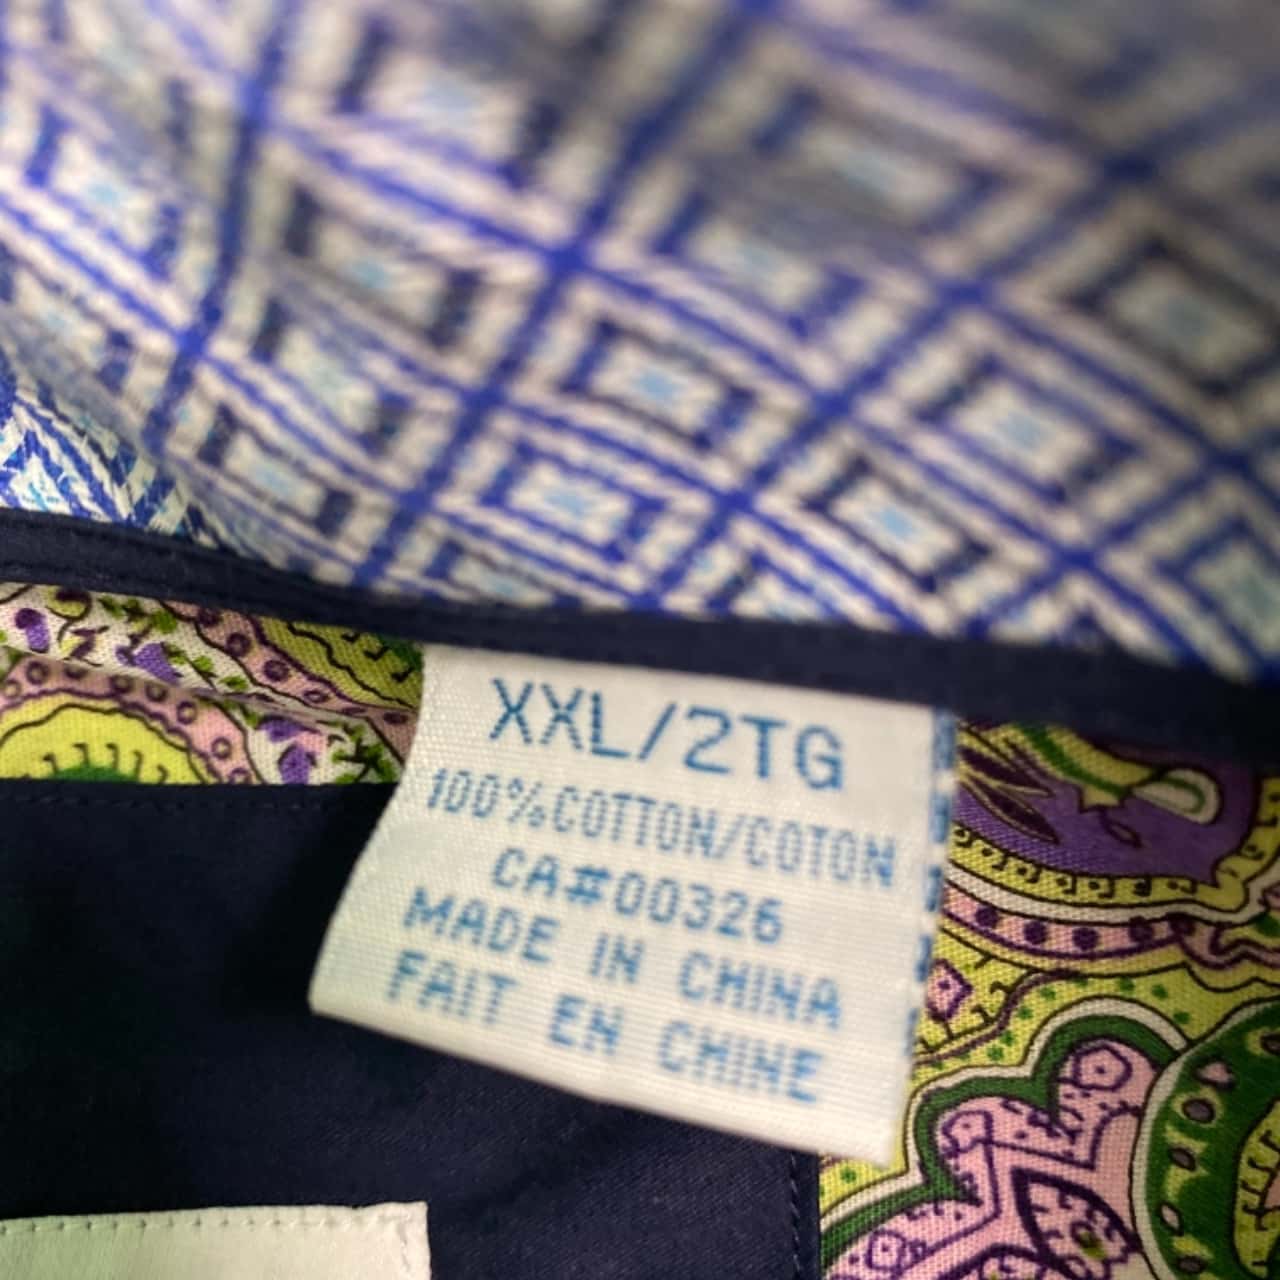 XXL/2TG
100%COTTON/COTON
CA#00326
MADE IN CHINA
FAIT EN CHINE